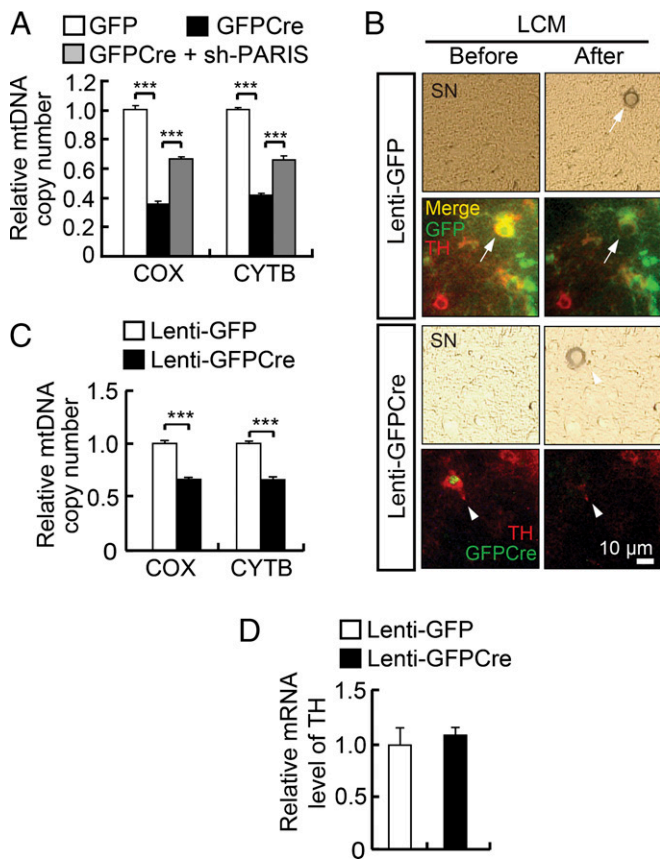 A
GFP
GFPCre
GFPCre + sh-PARIS
Relative mtDNA
copy number
1.2
1.0
0.8
0.6
0.4
0.2
0
***
***
***
***
COX
CYTB
B
LCM
Before
After
Lenti-GFP
SN
Merge
GFP
TH
Lenti-GFPCre
SN
TH
GFPCre
10 µm
C
Lenti-GFP
Lenti-GFPCre
Relative mtDNA
copy number
1.5
1.0
0.5
0
***
***
COX
CYTB
D
Lenti-GFP
Lenti-GFPCre
Relative mRNA
level of TH
1.5
1.0
0.5
0